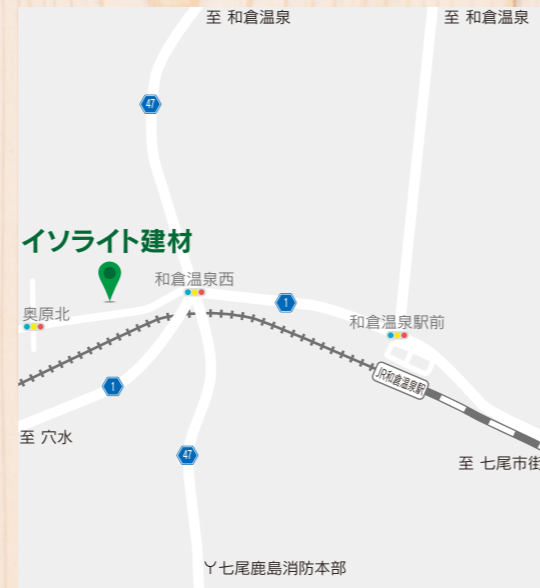 至 和倉温泉
至 和倉温泉
47
イソライト建材
和倉温泉西
1
奥原北
和倉温泉駅前
JR和倉温泉駅
1
至 穴水
47
至 七尾市街
七尾鹿島消防本部